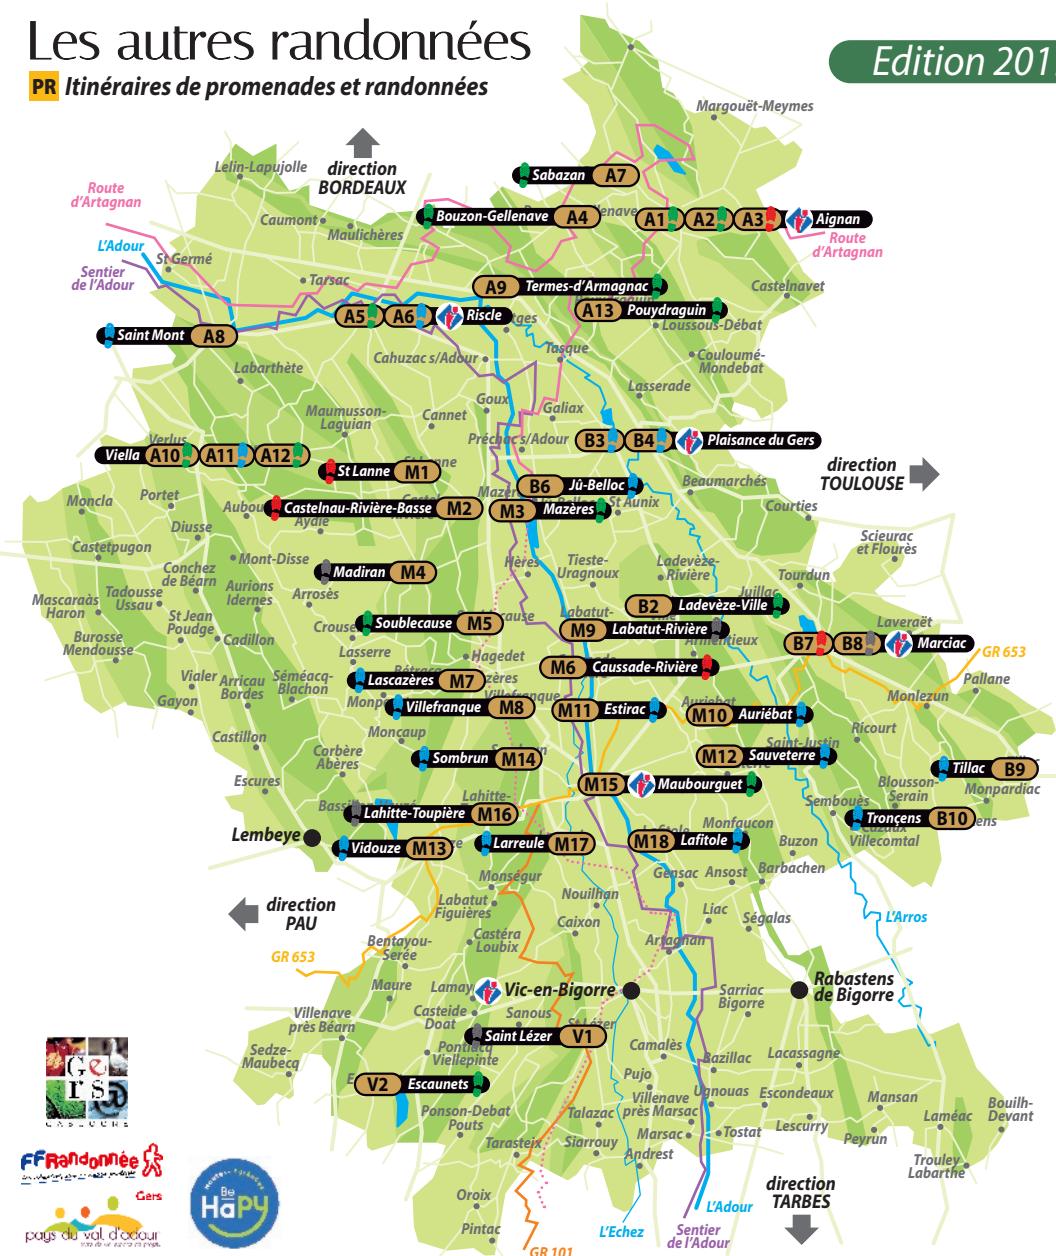 Les autres randonnées
PR Itinéraires de promenades et randonnées
Edition 201
Margouët-Meymes
direction
BORDEAUX
Lelin-Lapujolle
Sabazan A7
Route
d'Artagnan
Bouzon-Gellenave A4
A1 A2 A3 Aignan
Caumont
Maulichères
Route
d'Artagnan
L'Adour
St Germé
Sentier
de l'Adour
Tarsac
A9 Termes-d'Armagnac
Castelnavet
A13 Pouydraguin
A5 A6 Riscle
Loussous-Débat
Saint Mont A8
Tasque
Couloumé-
Mondebat
Cahuzac s/Adour
Labarthète
Lasserade
Goux
Galiax
Maumusson-
Laguian
Cannet
Préchac s/Adour
B3 B4 Plaisance du Gers
Verlus
Viella A10 A11 A12
St Lanne M1
direction
TOULOUSE
B6 Jû-Belloc
Beaumarchés
Moncla
Portet
Castelnau-Rivière-Basse M2
M3 Mazères
St Aunix
Courties
Aydie
Diusse
Castetpugon
Mont-Disse
Scieurac
et Flourès
Hères
Tieste-
Uragnoux
Ladevèze-
Rivière
Conchez
de Béarn
Madiran M4
Tourdun
Tadousse
Ussau
Aurions
Idernes
Arrosès
Juillac
Mascaraàs
Haron
B2 Ladevèze-Ville
St Jean
Poudge
Soublecause M5
Labatut-
M9 Labatut-Rivière
Laveraët
Burosse
Mendousse
Cadillon
Armentieux
B7 B8 Marciac
Lasserre
Hagedet
GR 653
M6 Caussade-Rivière
Vialer
Arricau
Bordes
Séméacq-
Blachon
Lascazères M7
Pallane
Gayon
Villefranque M8
M11 Estirac
M10 Auriébat
Monlezun
Moncaup
Castillon
Ricourt
Corbère
Abères
Sombrun M14
Saint-Justin
M12 Sauveterre
Tillac B9
Escures
M15 Maubourguet
Blousson-
Serain
Monpardiac
Lahitte-
Sembouès
Lahitte-Toupière M16
Tronçens B10
Lembeye
Monfaucon
Vidouze M13
Larreule M17
M18 Lafitole
Buzon
Villecomtal
Monségur
Gensac
Ansost
Barbachen
Nouilhan
direction
PAU
Labatut
Figuières
Liac
Ségalas
L'Arros
Caixon
Castéra
Loubix
Artagnan
Bentayou-
Serée
GR 653
Maure
Vic-en-Bigorre
Sarriac
Bigorre
Rabastens
de Bigorre
Villenave
près Béarn
Casteide
Doat
Sanous
Saint Lézer V1
Sedze-
Maubecq
Pontiacq
Viellepinte
Camalès
Bazillac
Lacassagne
V2 Escaunets
Pujo
Ugnouas
Escondeaux
Mansan
Ponson-Debat
Pouts
Talazac
Villenave
près Marsac
Laméac
Bouilh-
Devant
Lescurry
Tarasteix
Siarrouy
Marsac
Tostat
Peyrun
Andrest
Trouley
Labarthe
direction
TARBES
Oroix
Pintac
L'Adour
L'Echez
Sentier
de l'Adour
GR 101
Gers
FFRandonnée
Gers
pays du val d'adour
Be
HaPY